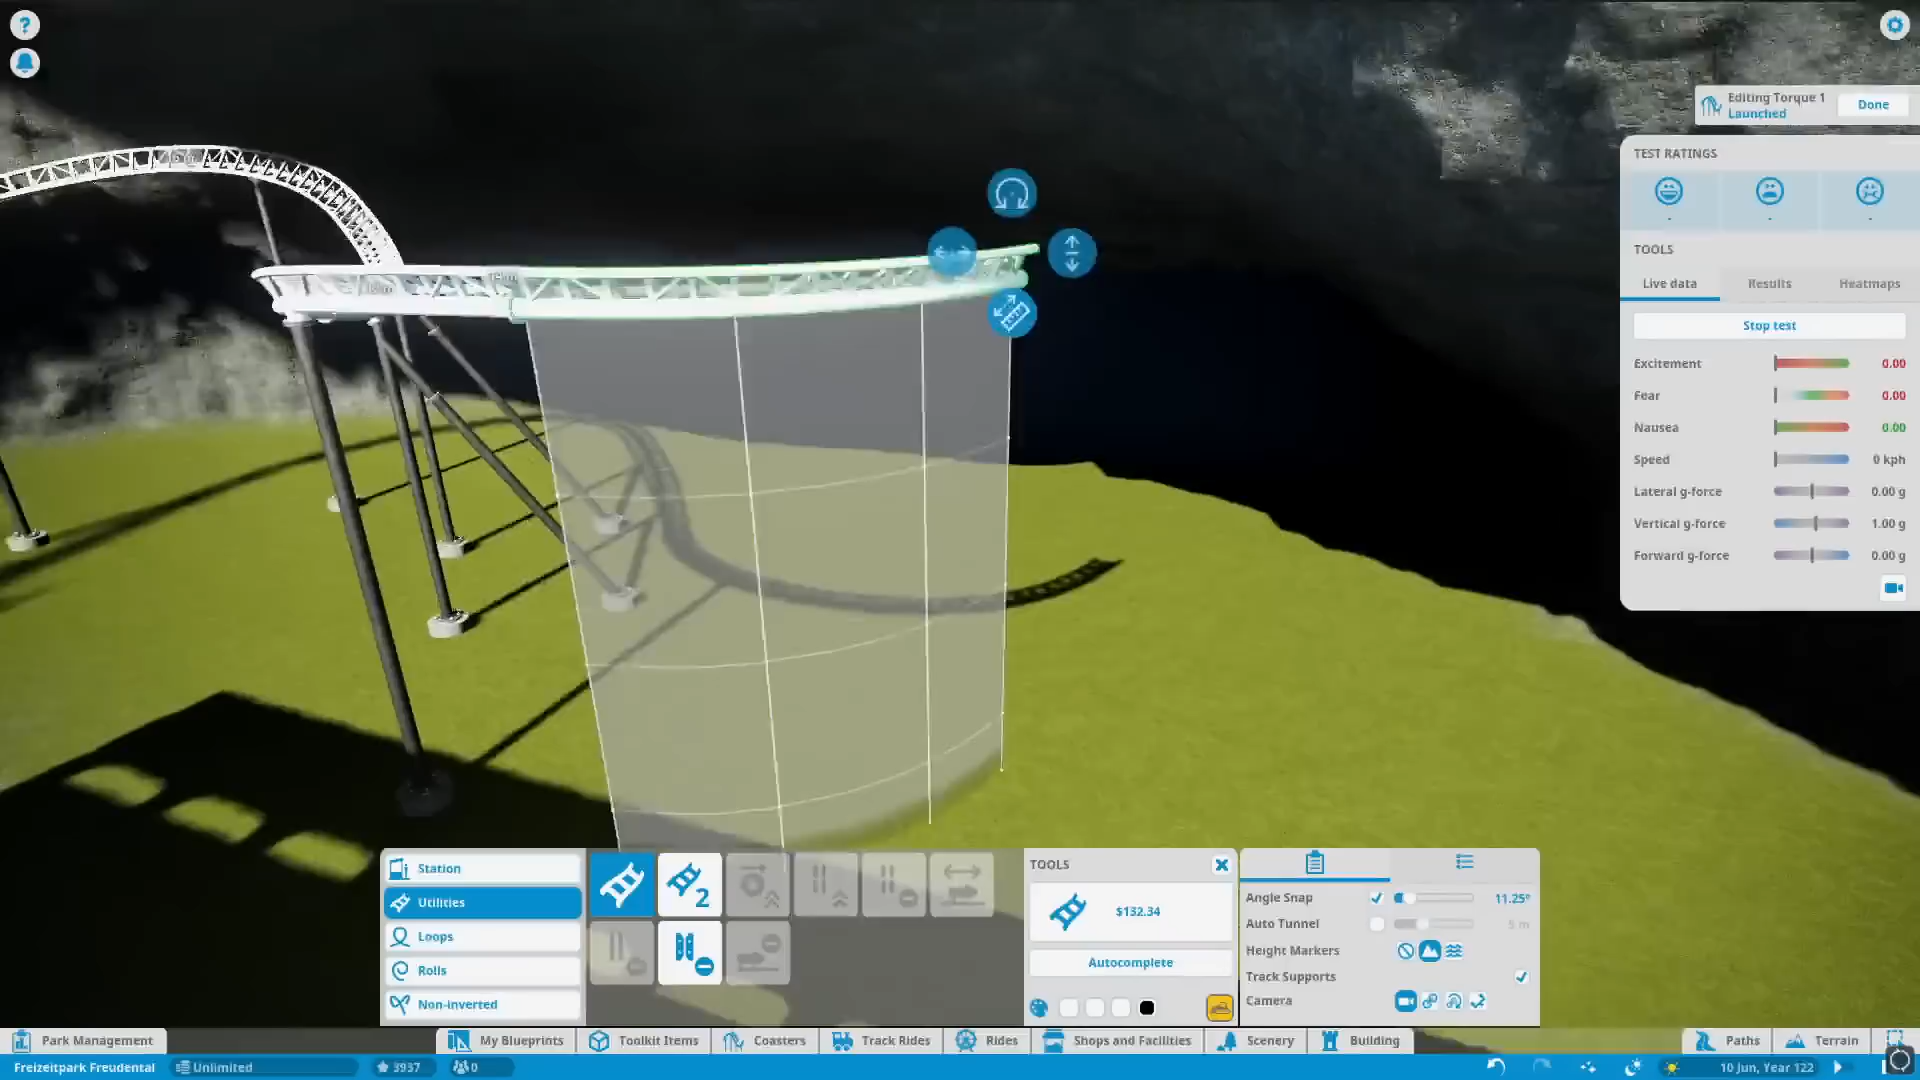 ?
Editing Torque 1
Launched
Done
TEST RATINGS
-
-
-
TOOLS
Live data
Results
Heatmaps
Stop test
Excitement
0.00
Fear
0.00
Nausea
0.00
Speed
0 kph
Lateral g-force
0.00 g
Vertical g-force
1.00 g
Forward g-force
0.00 g
Station
Utilities
Loops
Rolls
Non-inverted
2
TOOLS
$132.34
Autocomplete
Angle Snap
11.25°
Auto Tunnel
5 m
Height Markers
Track Supports
Camera
Park Management
My Blueprints
Toolkit Items
Coasters
Track Rides
Rides
Shops and Facilities
Scenery
Building
Paths
Terrain
Freizeitpark Freudental
Unlimited
3937
0
10 Jun, Year 122